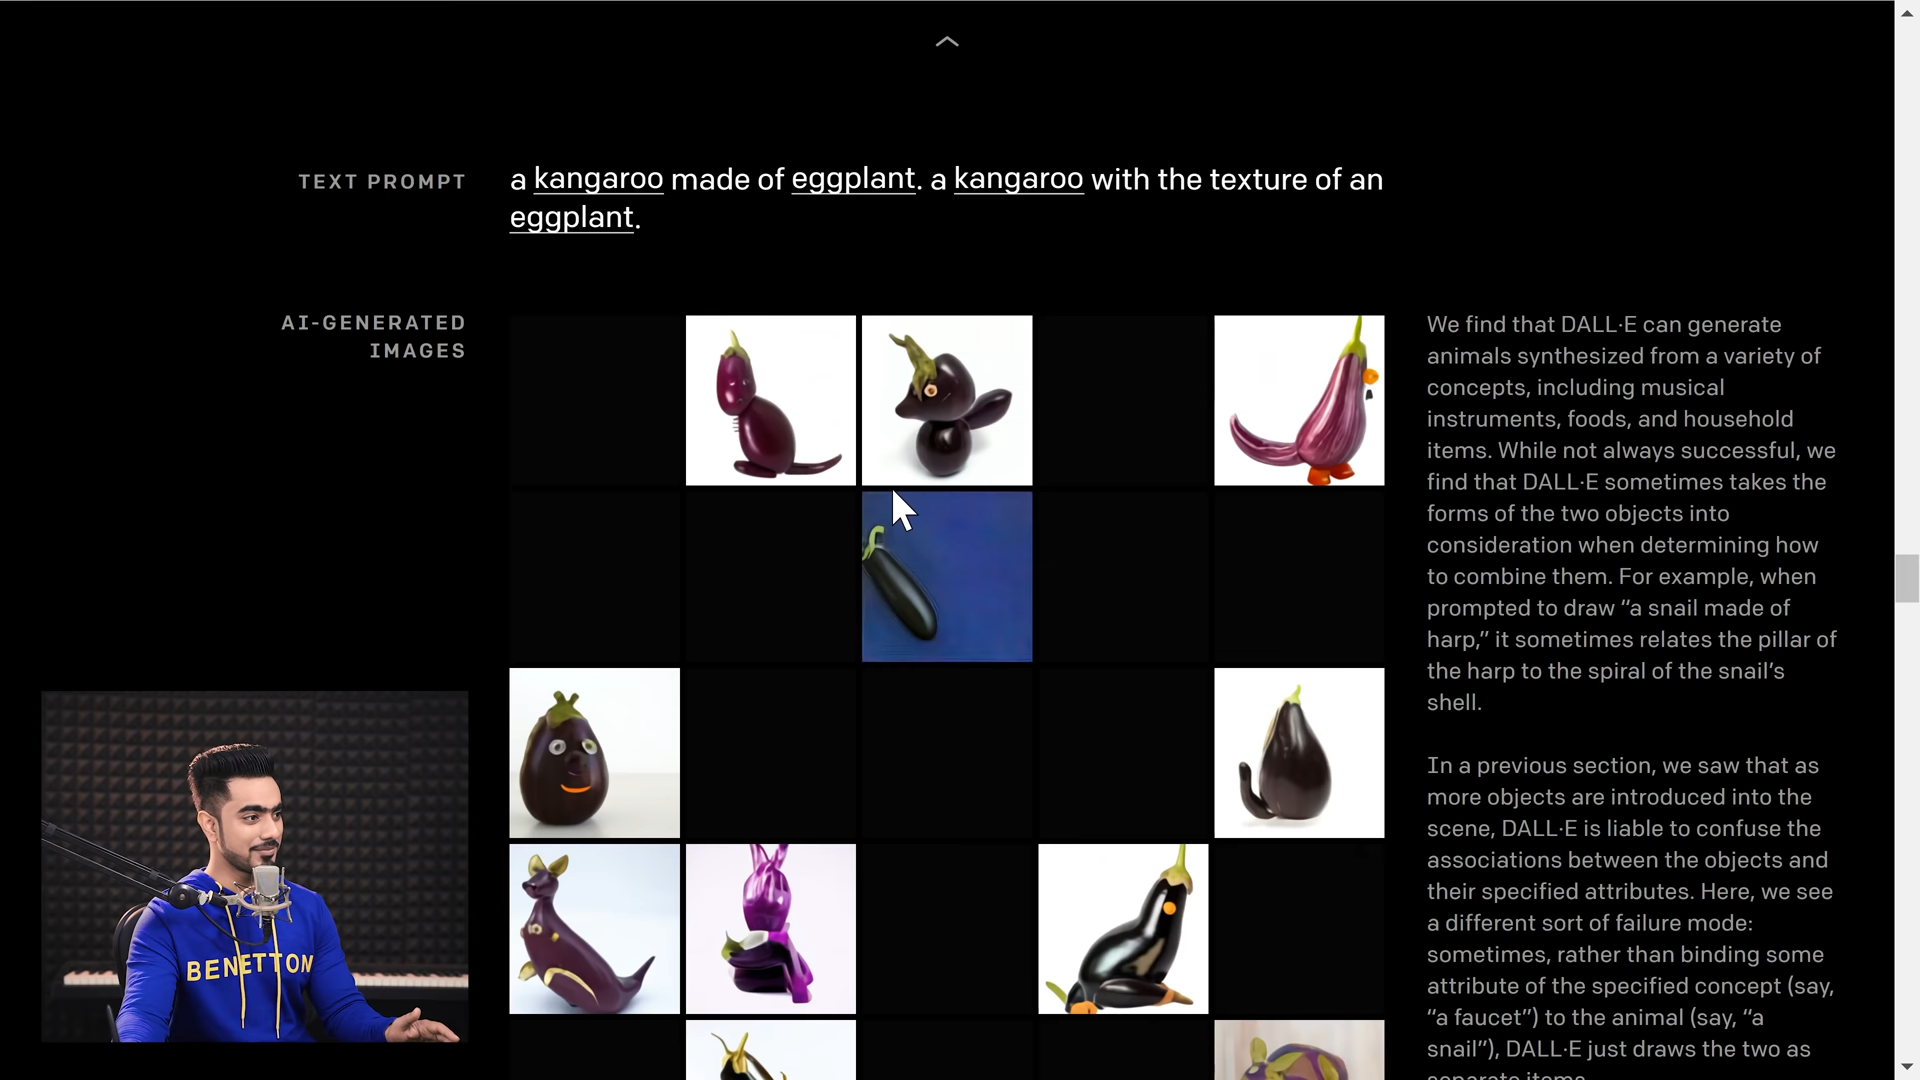 TEXT PROMPT
a kangaroo made of eggplant. a kangaroo with the texture of an
eggplant.
AI-GENERATED
IMAGES
We find that DALL·E can generate
animals synthesized from a variety of
concepts, including musical
instruments, foods, and household
items. While not always successful, we
find that DALL·E sometimes takes the
forms of the two objects into
consideration when determining how
to combine them. For example, when
prompted to draw “a snail made of
harp,” it sometimes relates the pillar of
the harp to the spiral of the snail’s
shell.
In a previous section, we saw that as
more objects are introduced into the
scene, DALL·E is liable to confuse the
associations between the objects and
their specified attributes. Here, we see
a different sort of failure mode:
sometimes, rather than binding some
attribute of the specified concept (say,
“a faucet”) to the animal (say, “a
snail”), DALL·E just draws the two as
separate items.
BENETTON